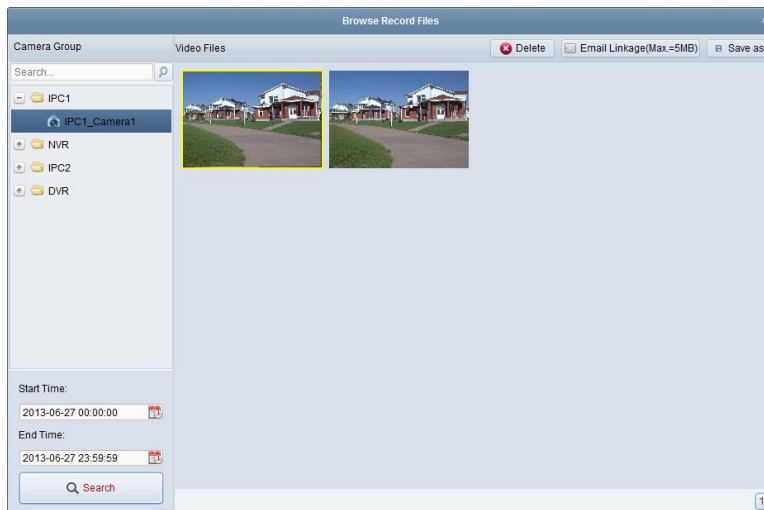 Browse Record Files
Camera Group
Video Files
Delete
Email Linkage(Max.=5MB)
Save as
Search...
IPC1
IPC1_Camera1
NVR
IPC2
DVR
Start Time:
2013-06-27 00:00:00
End Time:
2013-06-27 23:59:59
Search
1